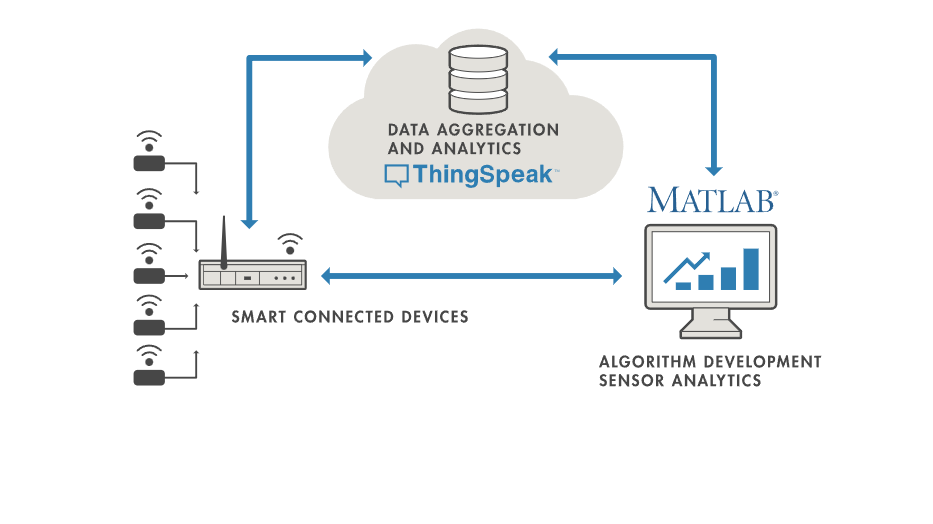 DATA AGGREGATION
AND ANALYTICS
ThingSpeak™
MATLAB®
SMART CONNECTED DEVICES
ALGORITHM DEVELOPMENT
SENSOR ANALYTICS